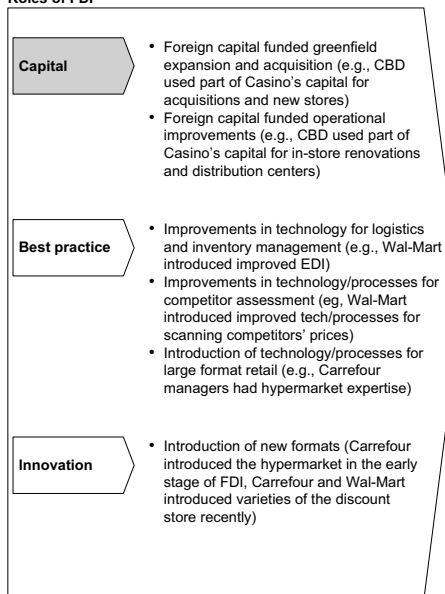 Roles of FDI
Capital
• Foreign capital funded greenfield
expansion and acquisition (e.g., CBD
used part of Casino's capital for
acquisitions and new stores)
• Foreign capital funded operational
improvements (e.g., CBD used part of
Casino's capital for in-store renovations
and distribution centers)
Best practice
• Improvements in technology for logistics
and inventory management (e.g., Wal-Mart
introduced improved EDI)
• Improvements in technology/processes for
competitor assessment (eg, Wal-Mart
introduced improved tech/processes for
scanning competitors' prices)
• Introduction of technology/processes for
large format retail (e.g., Carrefour
managers had hypermarket expertise)
Innovation
• Introduction of new formats (Carrefour
introduced the hypermarket in the early
stage of FDI, Carrefour and Wal-Mart
introduced varieties of the discount
store recently)